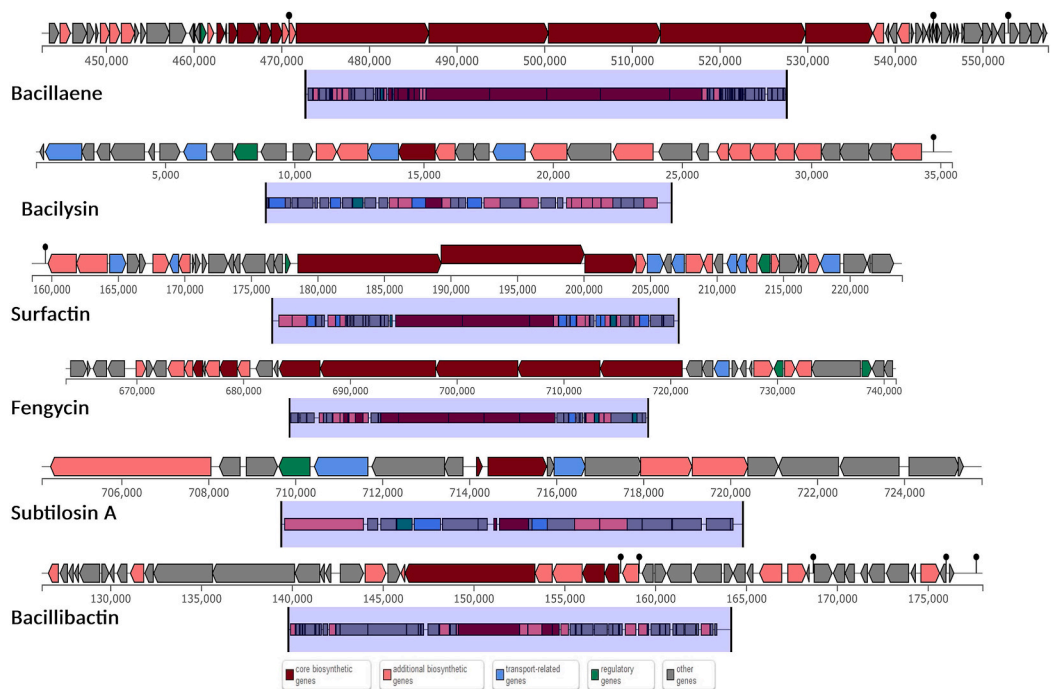 450,000 460,000 470,000 480,000 490,000 500,000 510,000 520,000 530,000 540,000 550,000
Bacillaene
5,000 10,000 15,000 20,000 25,000 30,000 35,000
Bacilysin
160,000 165,000 170,000 175,000 180,000 185,000 190,000 195,000 200,000 205,000 210,000 215,000 220,000
Surfactin
670,000 680,000 690,000 700,000 710,000 720,000 730,000 740,000
Fengycin
706,000 708,000 710,000 712,000 714,000 716,000 718,000 720,000 722,000 724,000
Subtilosin A
130,000 135,000 140,000 145,000 150,000 155,000 160,000 165,000 170,000 175,000
Bacillibactin
core biosynthetic additional biosynthetic transport-related regulatory other
genes genes genes genes genes